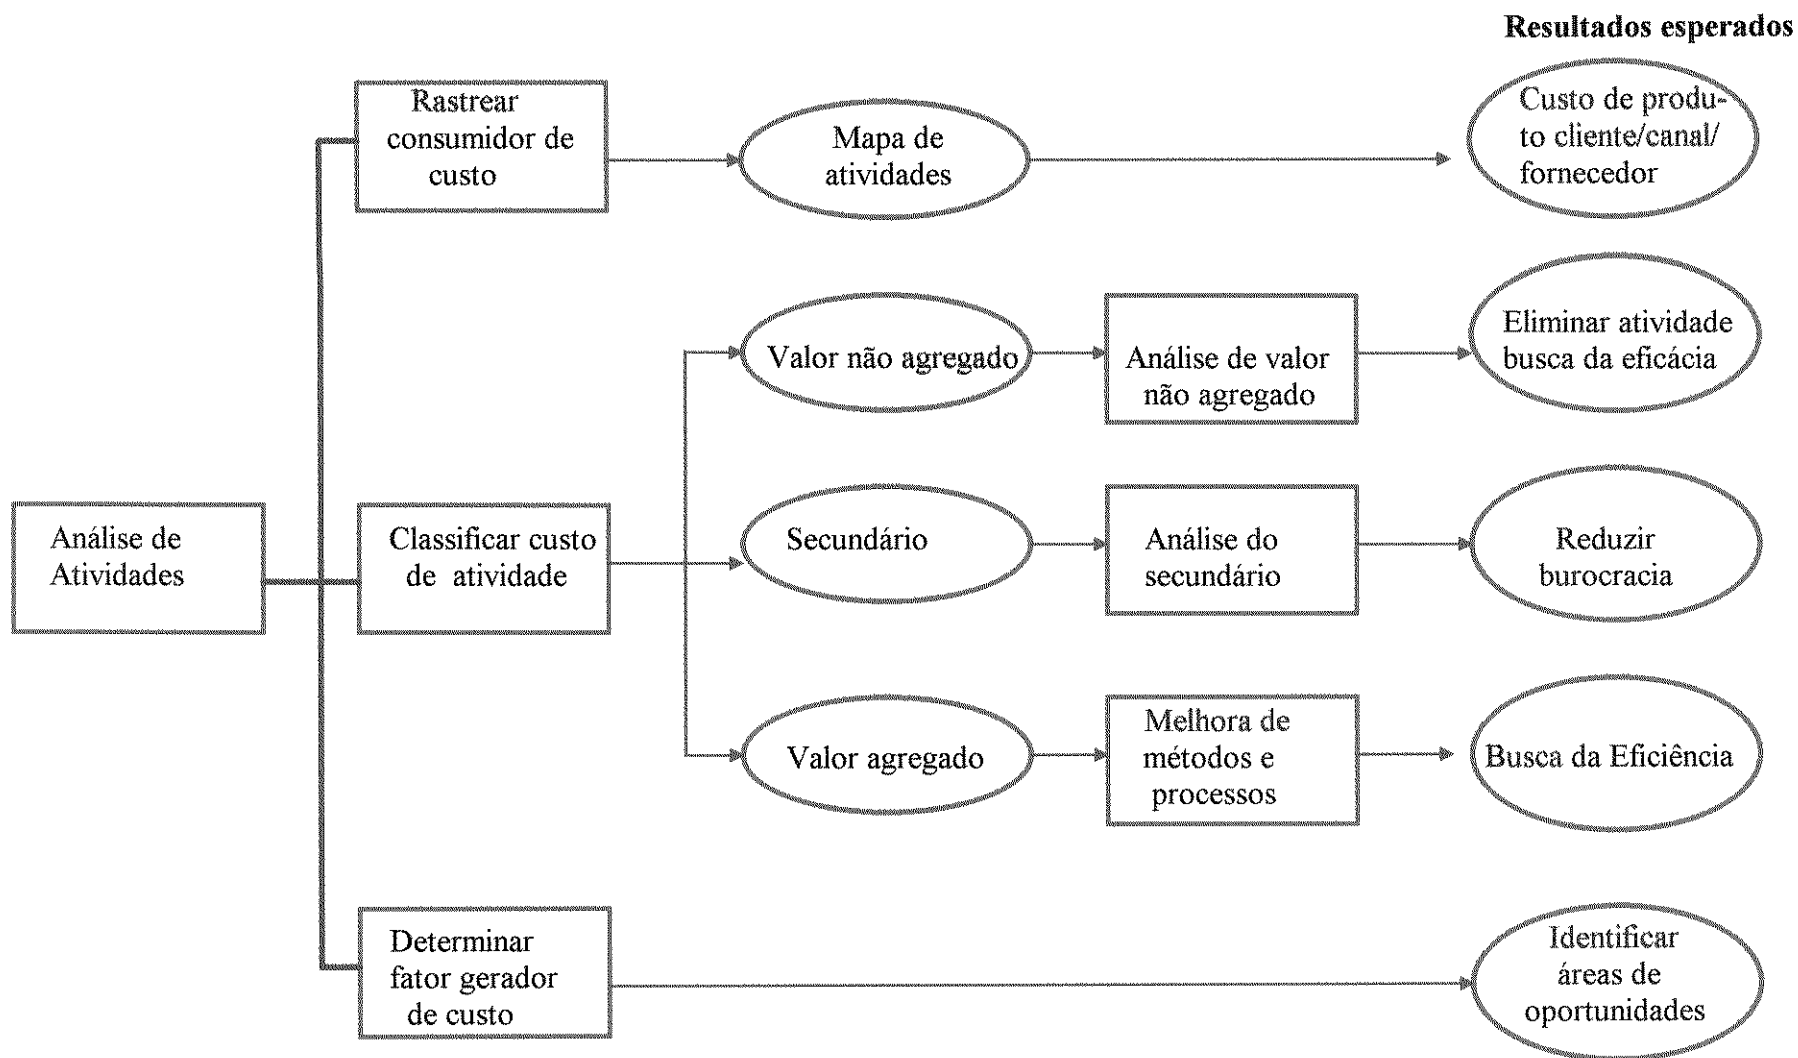 Resultados esperados
Rastrear
consumidor de
custo
Mapa de
atividades
Custo de produ-
to cliente/canal/
fornecedor
Valor não agregado
Análise de valor
não agregado
Eliminar atividade
busca da eficácia
Análise de
Atividades
Classificar custo
de atividade
Secundário
Análise do
secundário
Reduzir
burocracia
Valor agregado
Melhora de
métodos e
processos
Busca da Eficiência
Determinar
fator gerador
de custo
Identificar
áreas de
oportunidades